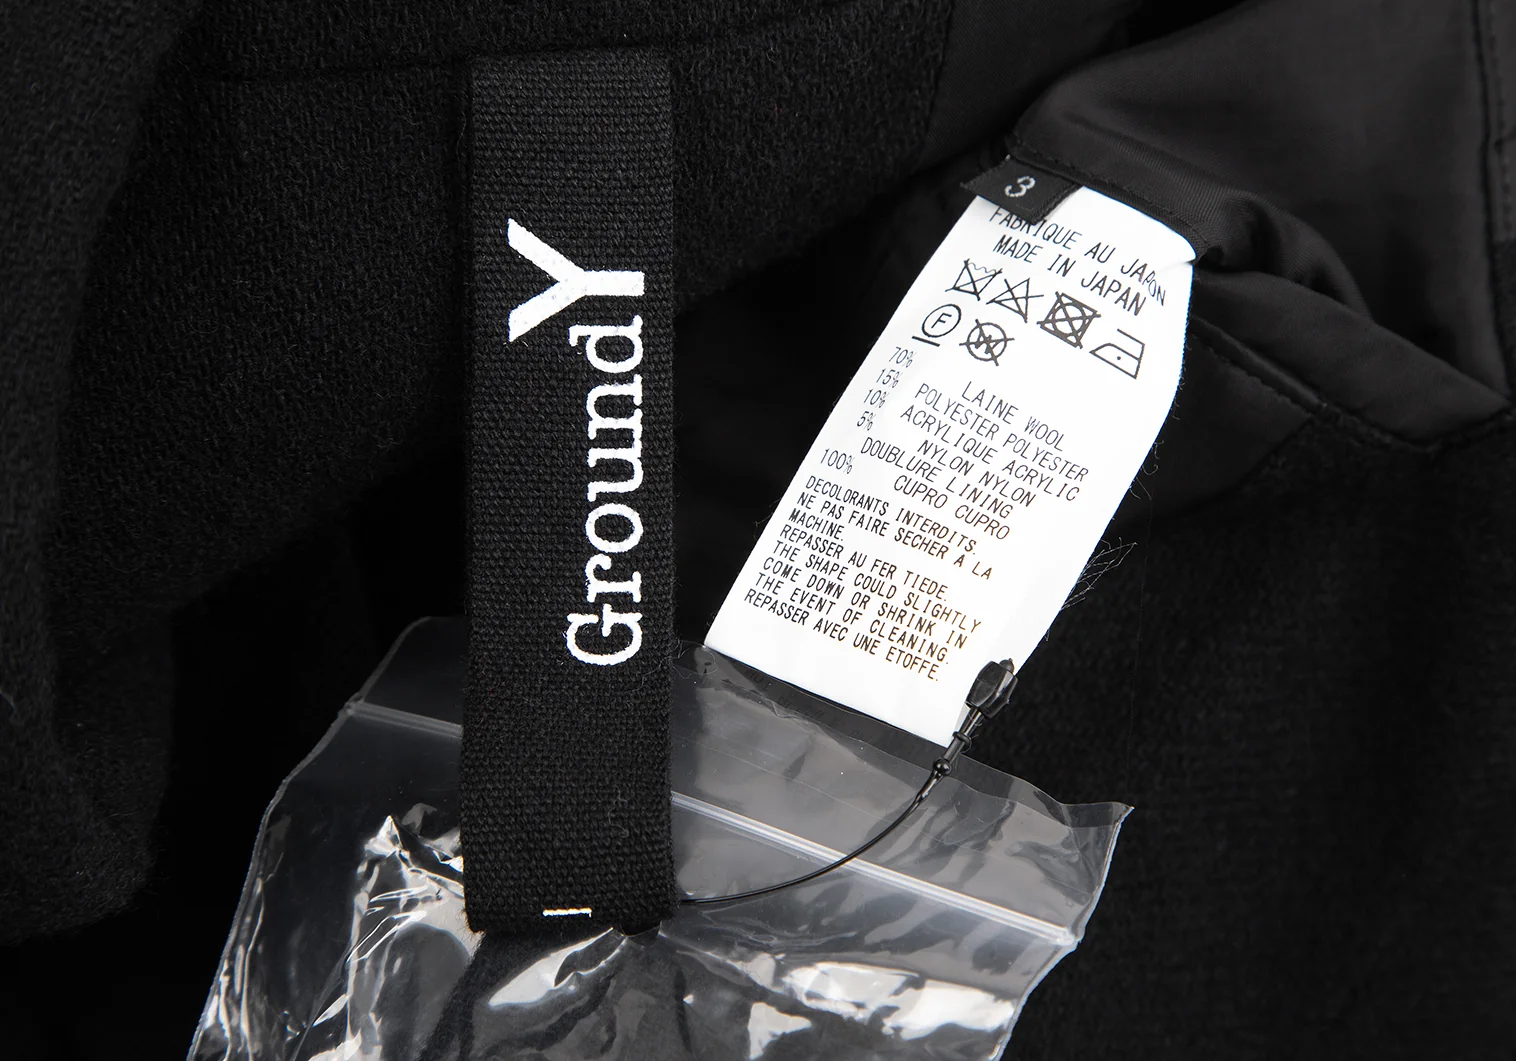 GroundY
3
FABRIQUE AU JAPON
MADE IN JAPAN
F
W
70% LAINE WOOL
15% POLYESTER POLYESTER
10% ACRYLIQUE ACRYLIC
5% NYLON NYLON
DOUBLURE LINING
100% CUPRO CUPRO
DECOLORANTS INTERDITS.
NE PAS FAIRE SECHER A LA
MACHINE.
REPASSER AU FER TIEDE.
THE SHAPE COULD SLIGHTLY
COME DOWN OR SHRINK IN
THE EVENT OF CLEANING.
REPASSER AVEC UNE ETOFFE.